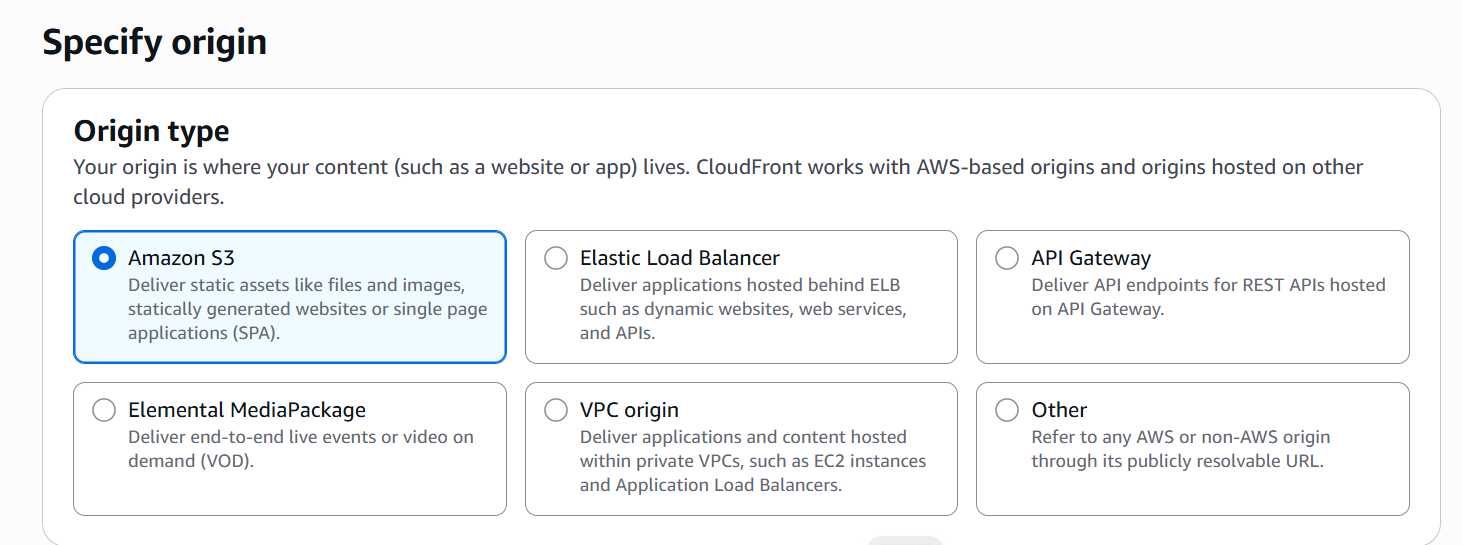 Specify origin
Origin type
Your origin is where your content (such as a website or app) lives. CloudFront works with AWS-based origins and origins hosted on other
cloud providers.
Amazon S3
Deliver static assets like files and images,
statically generated websites or single page
applications (SPA).
Elastic Load Balancer
Deliver applications hosted behind ELB
such as dynamic websites, web services,
and APIs.
API Gateway
Deliver API endpoints for REST APIs hosted
on API Gateway.
Elemental MediaPackage
Deliver end-to-end live events or video on
demand (VOD).
VPC origin
Deliver applications and content hosted
within private VPCs, such as EC2 instances
and Application Load Balancers.
Other
Refer to any AWS or non-AWS origin
through its publicly resolvable URL.